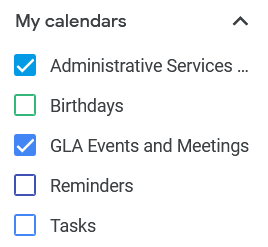 My calendars
Administrative Services ...
Birthdays
GLA Events and Meetings
Reminders
Tasks